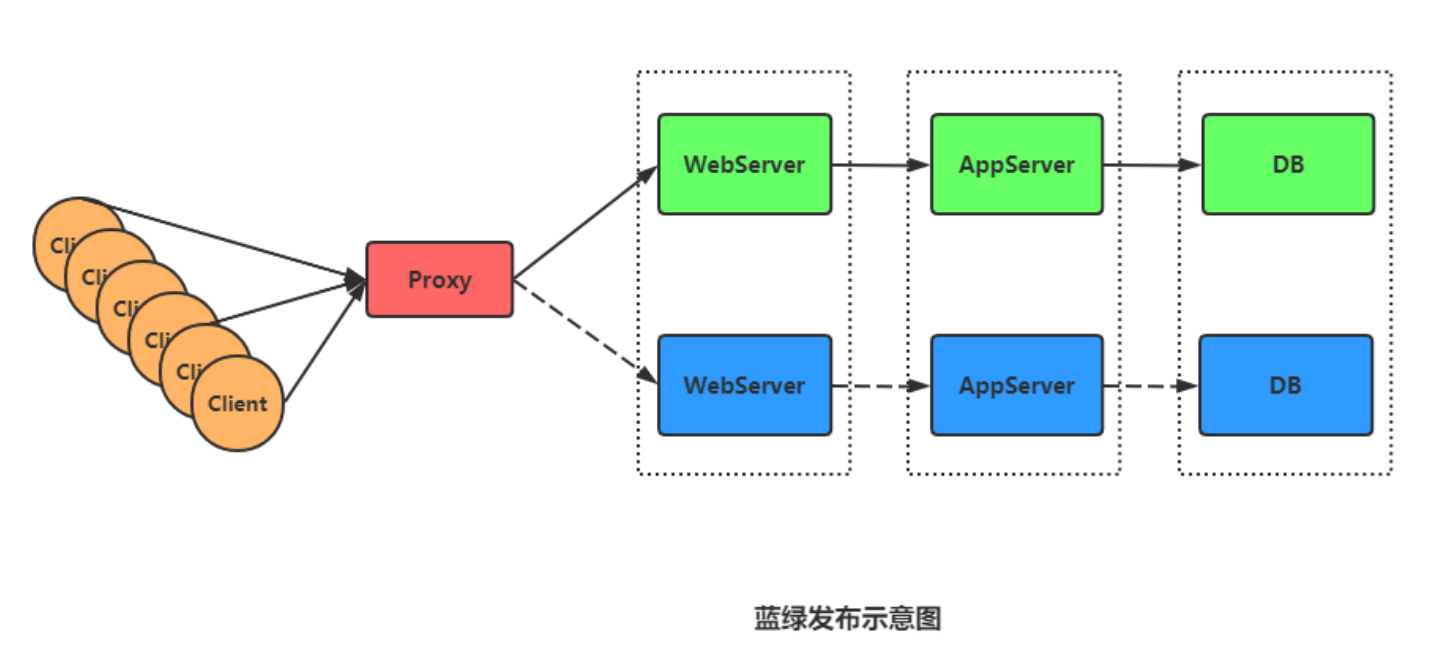 Cli
Cli
Cli
Cli
Cli
Client
Proxy
WebServer
AppServer
DB
WebServer
AppServer
DB
蓝绿发布示意图